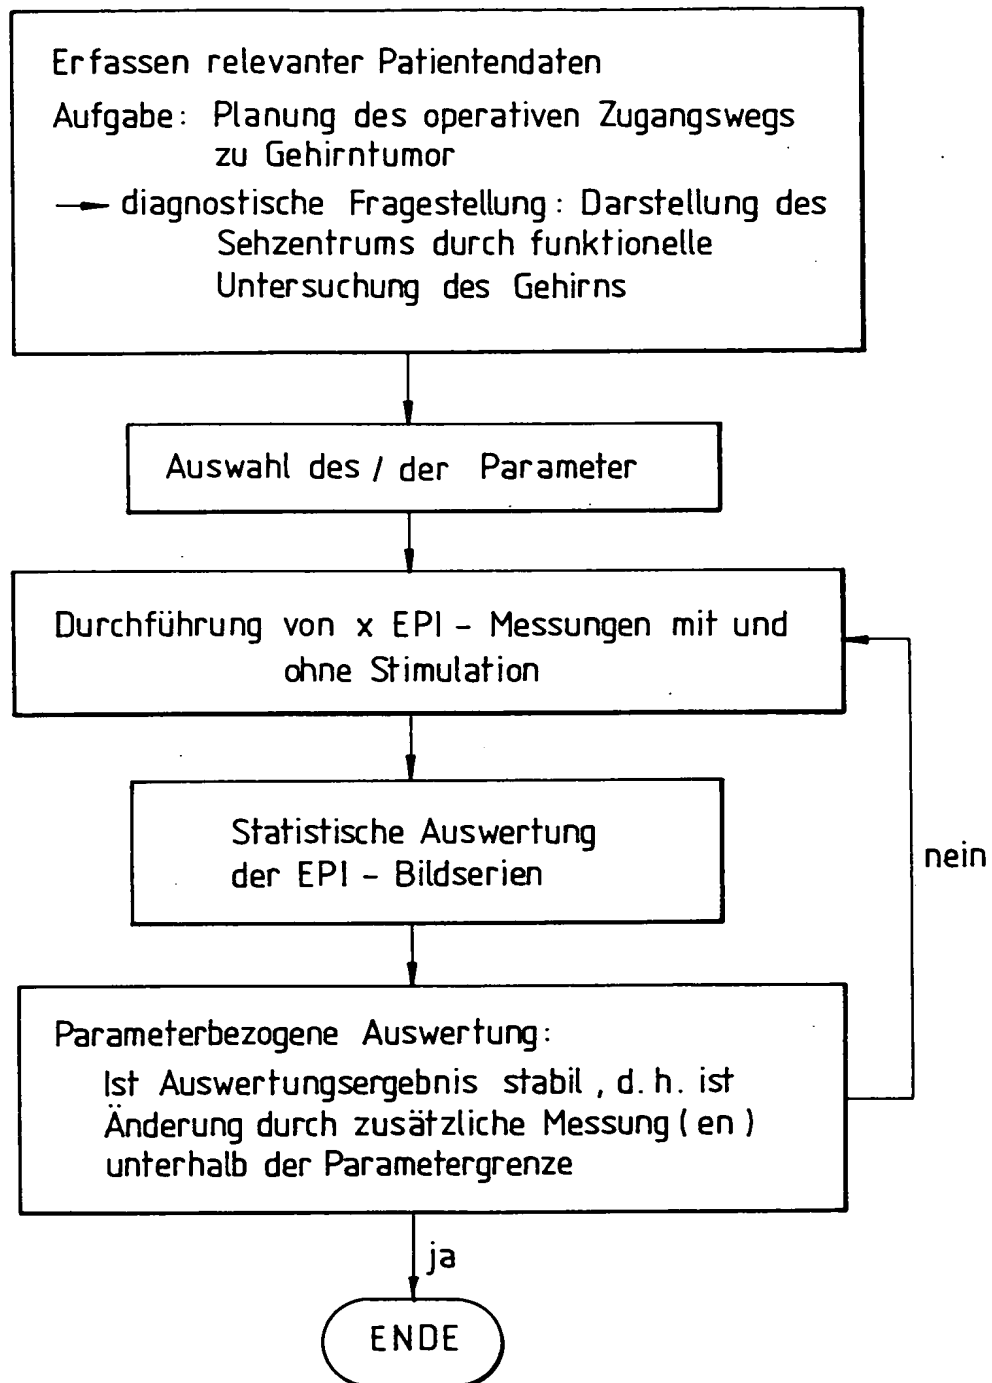 Erfassen relevanter Patientendaten
Aufgabe: Planung des operativen Zugangswegs
zu Gehirntumor
→ diagnostische Fragestellung: Darstellung des
Sehzentrums durch funktionelle
Untersuchung des Gehirns
Auswahl des / der Parameter
Durchführung von x EPI - Messungen mit und
ohne Stimulation
Statistische Auswertung
der EPI - Bildserien
nein
Parameterbezogene Auswertung:
Ist Auswertungsergebnis stabil, d.h. ist
Änderung durch zusätzliche Messung (en)
unterhalb der Parametergrenze
ja
ENDE